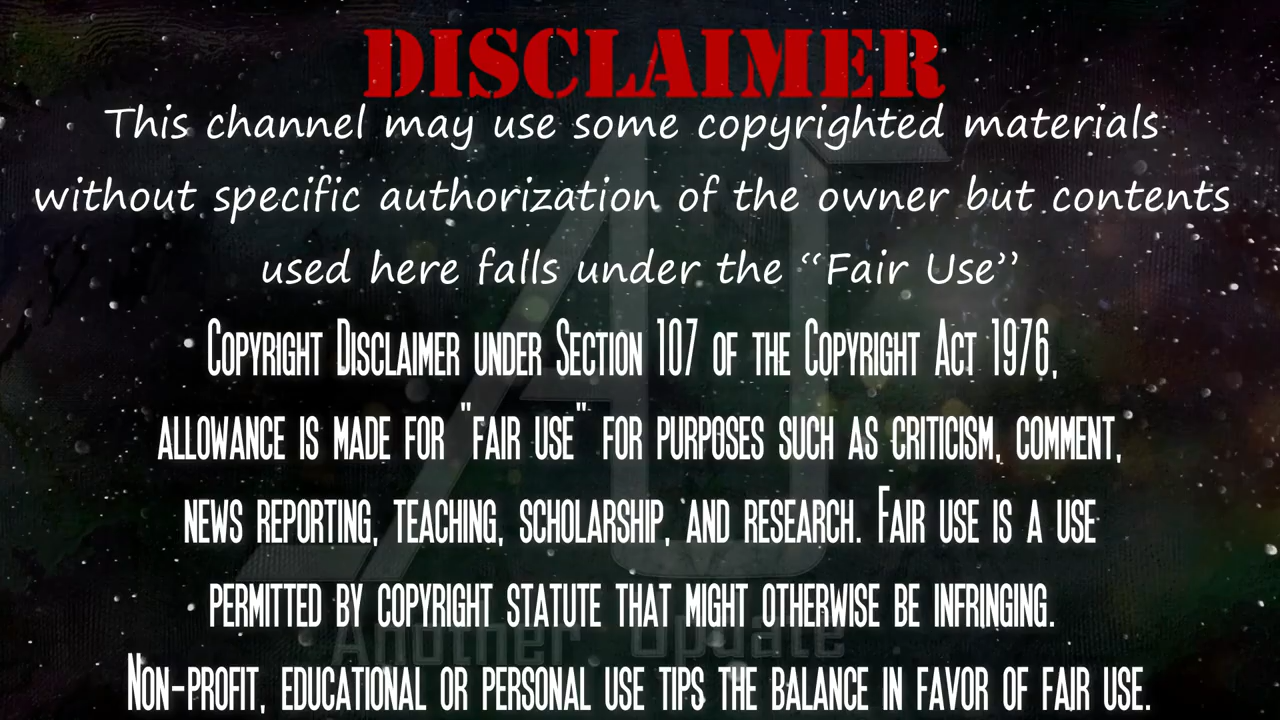 DISCLAIMER
This channel may use some copyrighted materials
without specific authorization of the owner but contents
used here falls under the “Fair Use”
Copyright Disclaimer under Section 107 of the Copyright Act 1976,
allowance is made for "fair use" for purposes such as criticism, comment,
news reporting, teaching, scholarship, and research. Fair use is a use
permitted by copyright statute that might otherwise be infringing.
Another Update
Non-profit, educational or personal use tips the balance in favor of fair use.